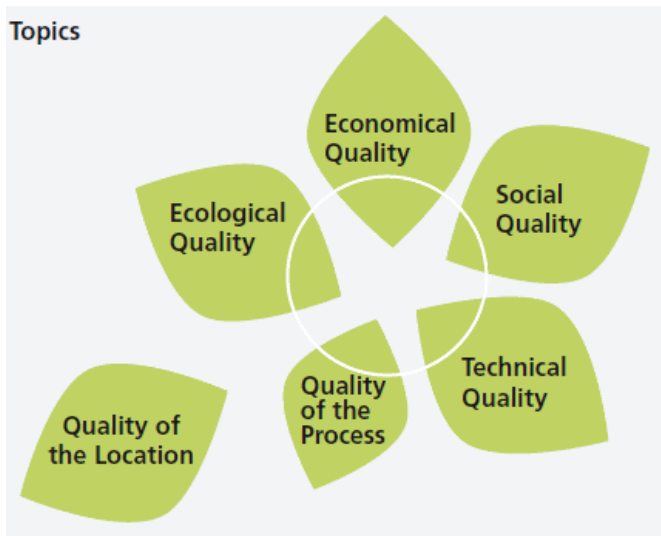 Topics
Economical
Quality
Social
Quality
Ecological
Quality
Technical
Quality
Quality
of the
Process
Quality of
the Location